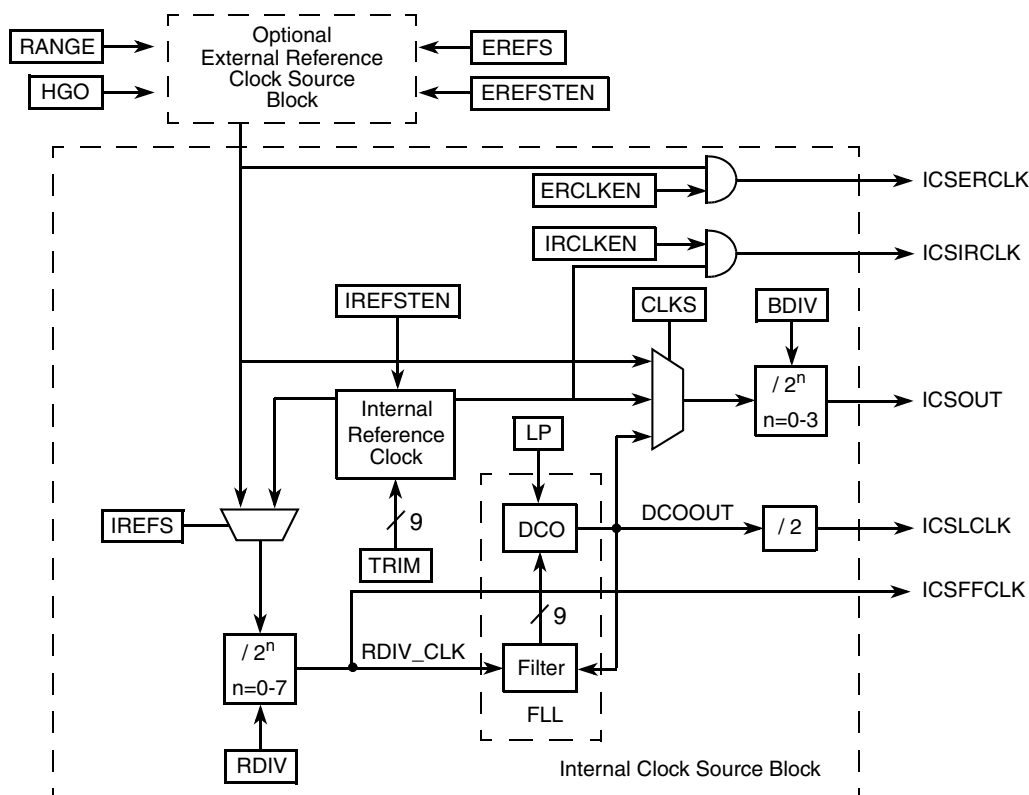 Optional
External Reference
Clock Source
Block
RANGE
HGO
EREFS
EREFSTEN
ERCLKEN
ICSERCLK
IRCLKEN
ICSIRCLK
IREFSTEN
CLKS
BDIV
/ 2n
n=0-3
ICSOUT
Internal
Reference
Clock
LP
IREFS
9
TRIM
DCO
DCOOUT
/ 2
ICSLCLK
ICSFFCLK
9
/ 2n
n=0-7
RDIV_CLK
Filter
FLL
RDIV
Internal Clock Source Block